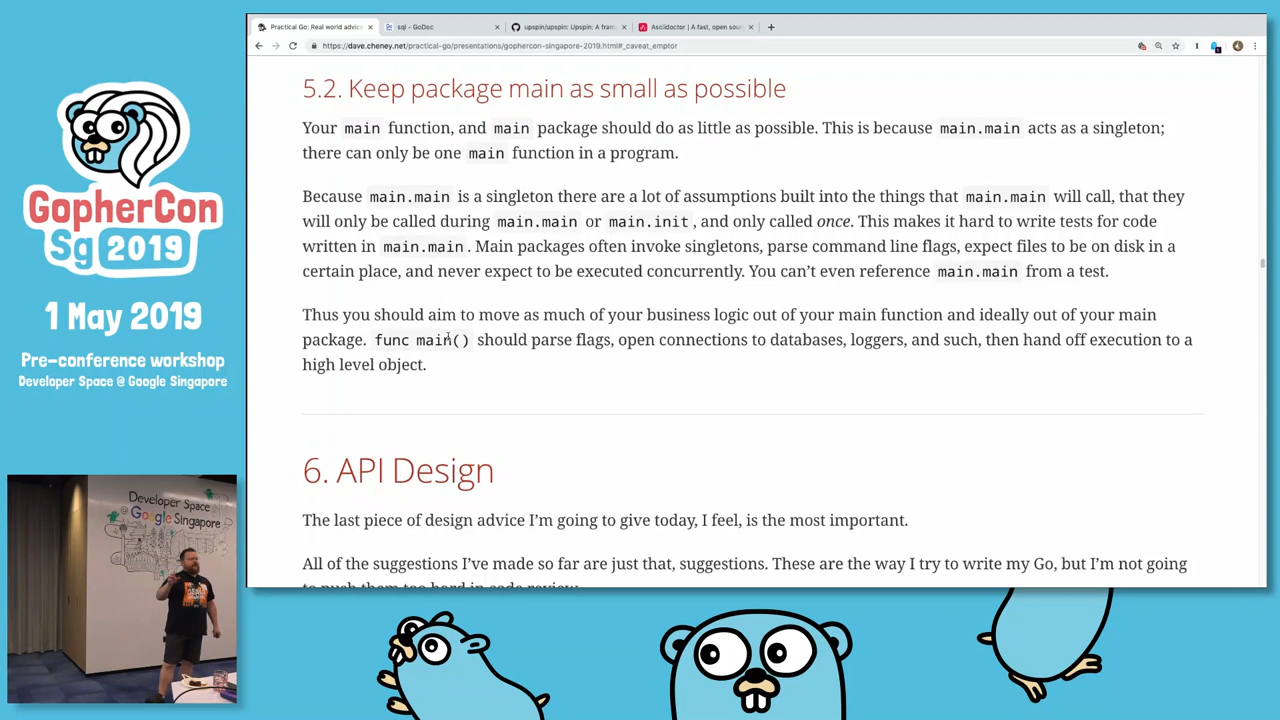 GopherCon
Sg 2019
1 May 2019
Pre-conference workshop
Developer Space @ Google Singapore
Developer Space
@ Google Singapore
Practical Go: Real world advice
sql - GoDoc
upspin/upspin: Upspin: A fram
Asciidoctor | A fast, open sour
https://dave.cheney.net/practical-go/presentations/gophercon-singapore-2019.html#_caveat_emptor
5.2. Keep package main as small as possible
Your main function, and main package should do as little as possible. This is because main.main acts as a singleton;
there can only be one main function in a program.
Because main.main is a singleton there are a lot of assumptions built into the things that main.main will call, that they
will only be called during main.main or main.init, and only called once. This makes it hard to write tests for code
written in main.main. Main packages often invoke singletons, parse command line flags, expect files to be on disk in a
certain place, and never expect to be executed concurrently. You can’t even reference main.main from a test.
Thus you should aim to move as much of your business logic out of your main function and ideally out of your main
package. func main() should parse flags, open connections to databases, loggers, and such, then hand off execution to a
high level object.
6. API Design
The last piece of design advice I’m going to give today, I feel, is the most important.
All of the suggestions I’ve made so far are just that, suggestions. These are the way I try to write my Go, but I’m not going
to push them too hard in code review.